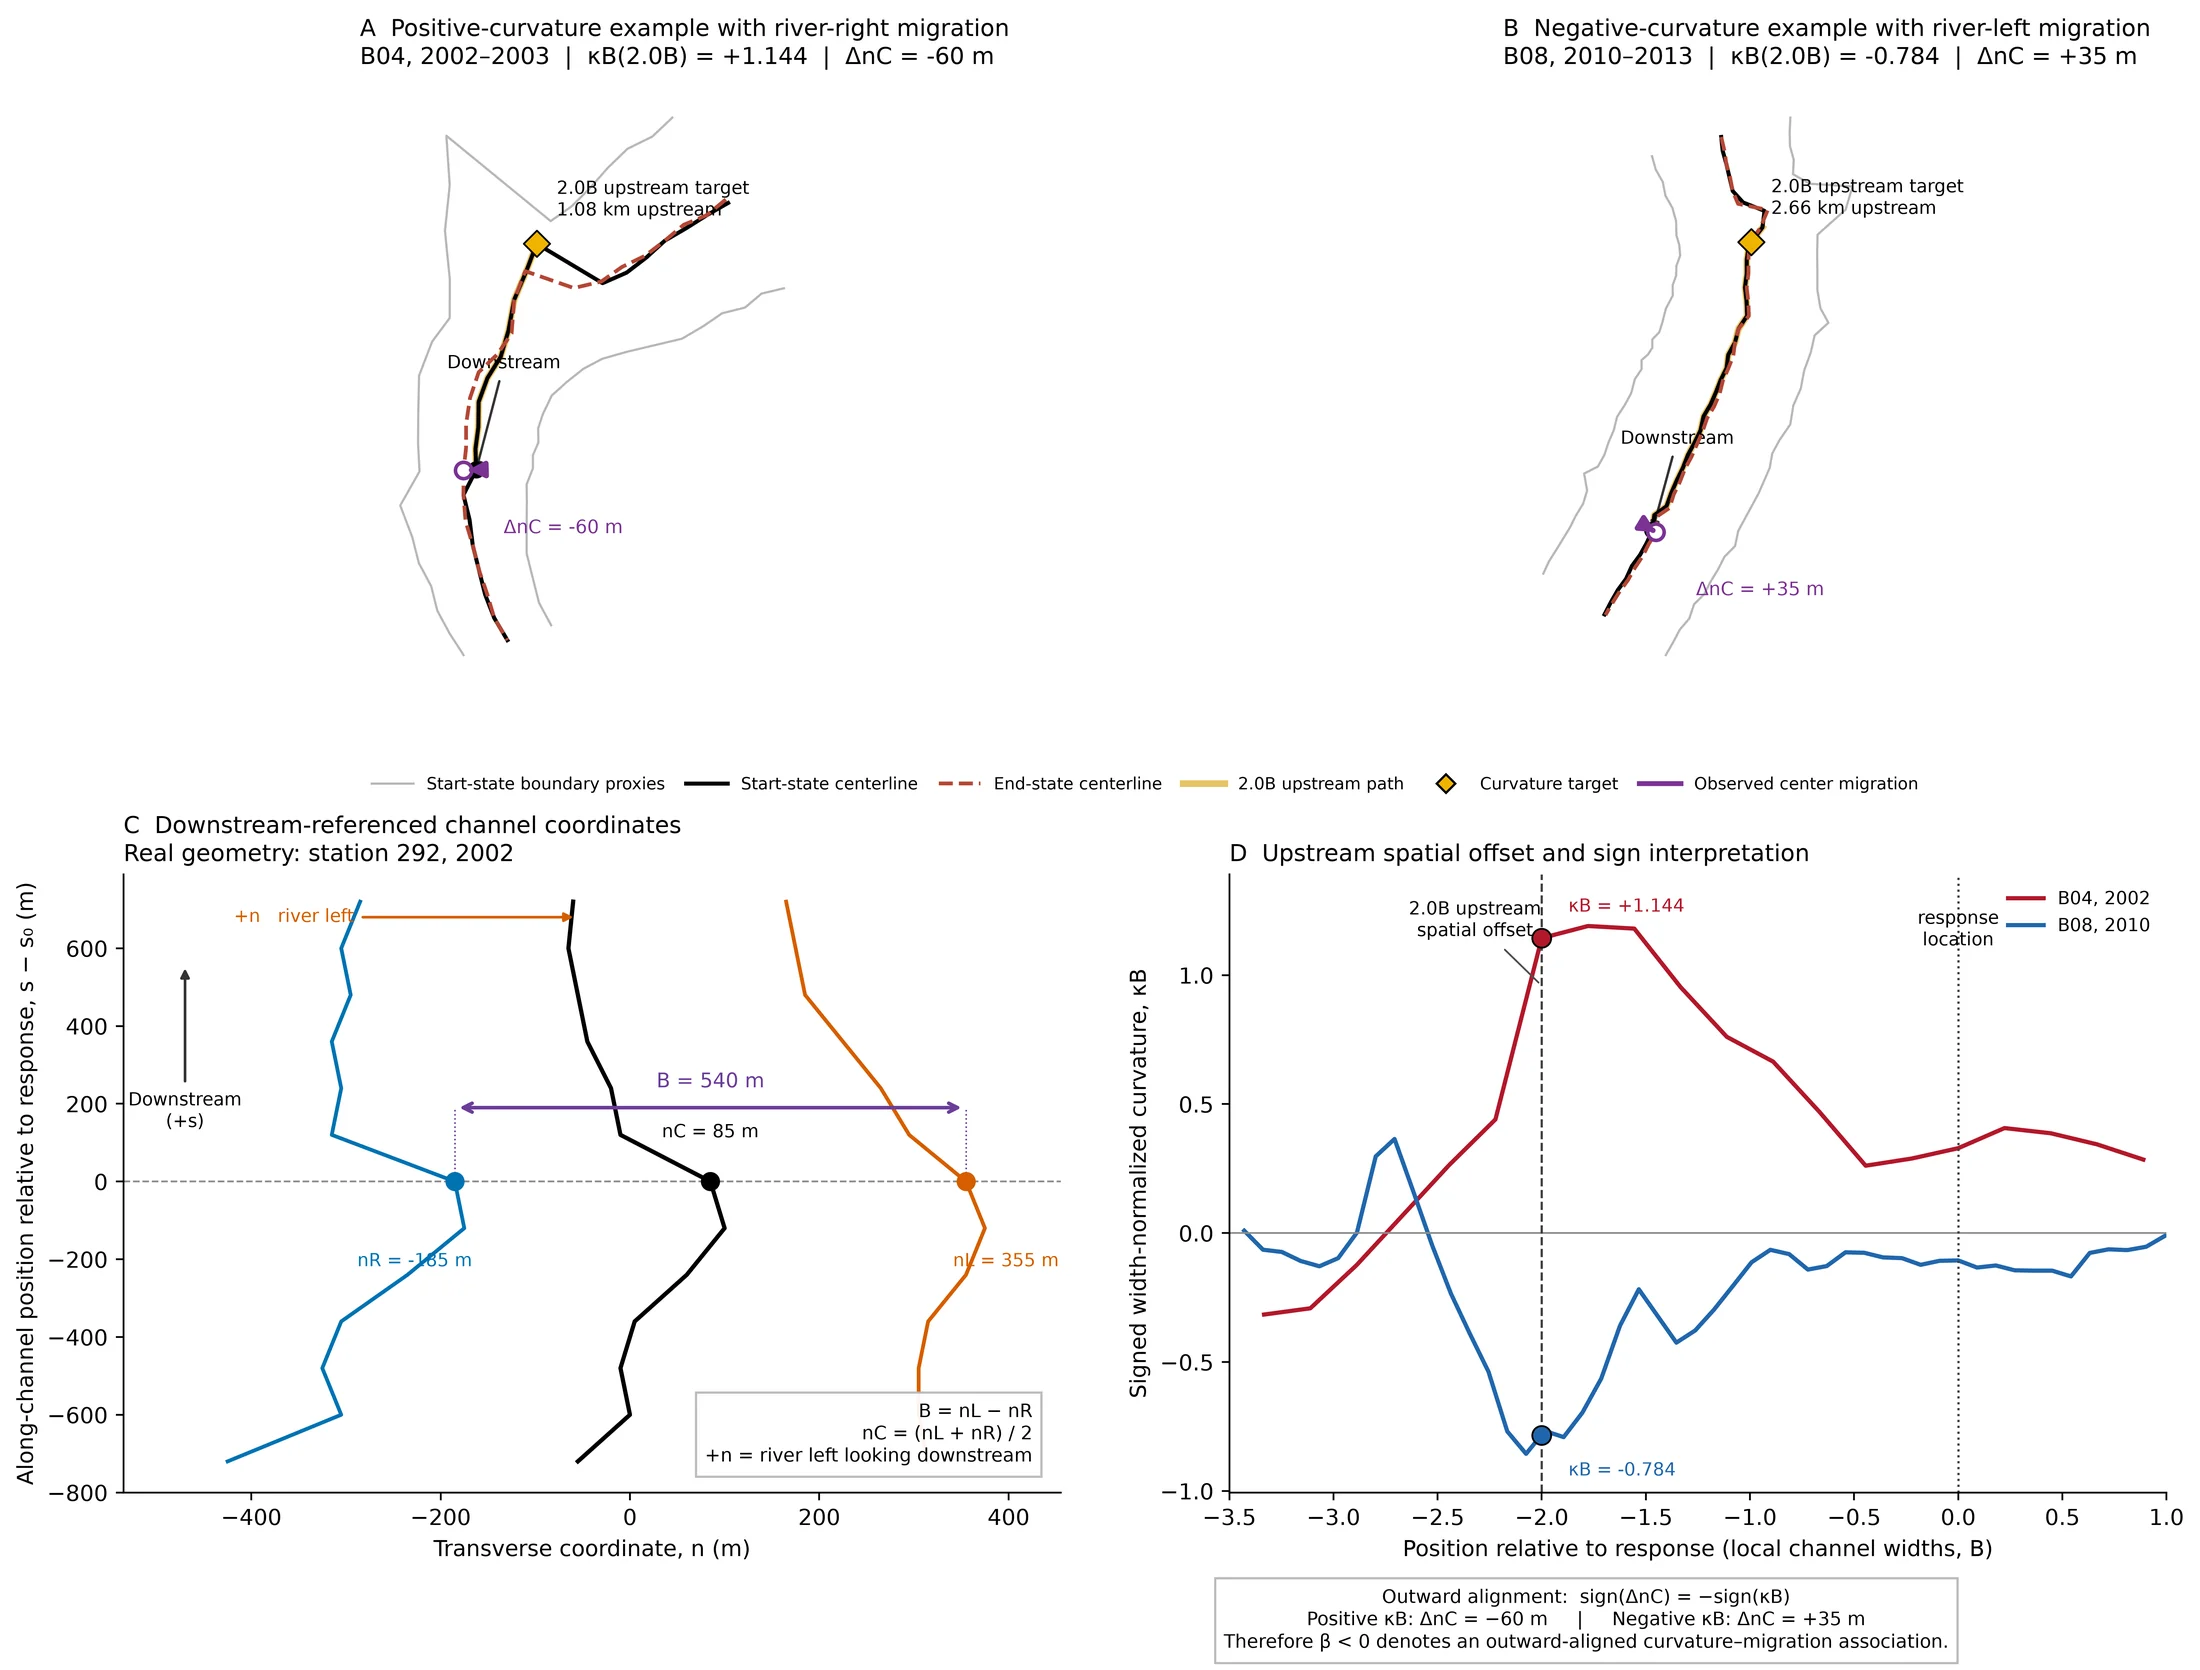 A  Positive-curvature example with river-right migration
B04, 2002–2003  |  κB(2.0B) = +1.144  |  ΔnC = -60 m
2.0B upstream target
1.08 km upstream
Downstream
ΔnC = -60 m
B  Negative-curvature example with river-left migration
B08, 2010–2013  |  κB(2.0B) = -0.784  |  ΔnC = +35 m
2.0B upstream target
2.66 km upstream
Downstream
ΔnC = +35 m
Start-state boundary proxies
Start-state centerline
End-state centerline
2.0B upstream path
Curvature target
Observed center migration
C  Downstream-referenced channel coordinates
Real geometry: station 292, 2002
Along-channel position relative to response, s − s₀ (m)
600
400
200
0
−200
−400
−600
−800
+n   river left
Downstream
(+s)
B = 540 m
nC = 85 m
nR = -185 m
nL = 355 m
B = nL − nR
nC = (nL + nR) / 2
+n = river left looking downstream
−400
−200
0
200
400
Transverse coordinate, n (m)
D  Upstream spatial offset and sign interpretation
Signed width-normalized curvature, κB
1.0
0.5
0.0
−0.5
−1.0
2.0B upstream
spatial offset
κB = +1.144
response
location
B04, 2002
B08, 2010
κB = -0.784
−3.5
−3.0
−2.5
−2.0
−1.5
−1.0
−0.5
0.0
0.5
1.0
Position relative to response (local channel widths, B)
Outward alignment:  sign(ΔnC) = −sign(κB)
Positive κB: ΔnC = −60 m     |     Negative κB: ΔnC = +35 m
Therefore β < 0 denotes an outward-aligned curvature–migration association.